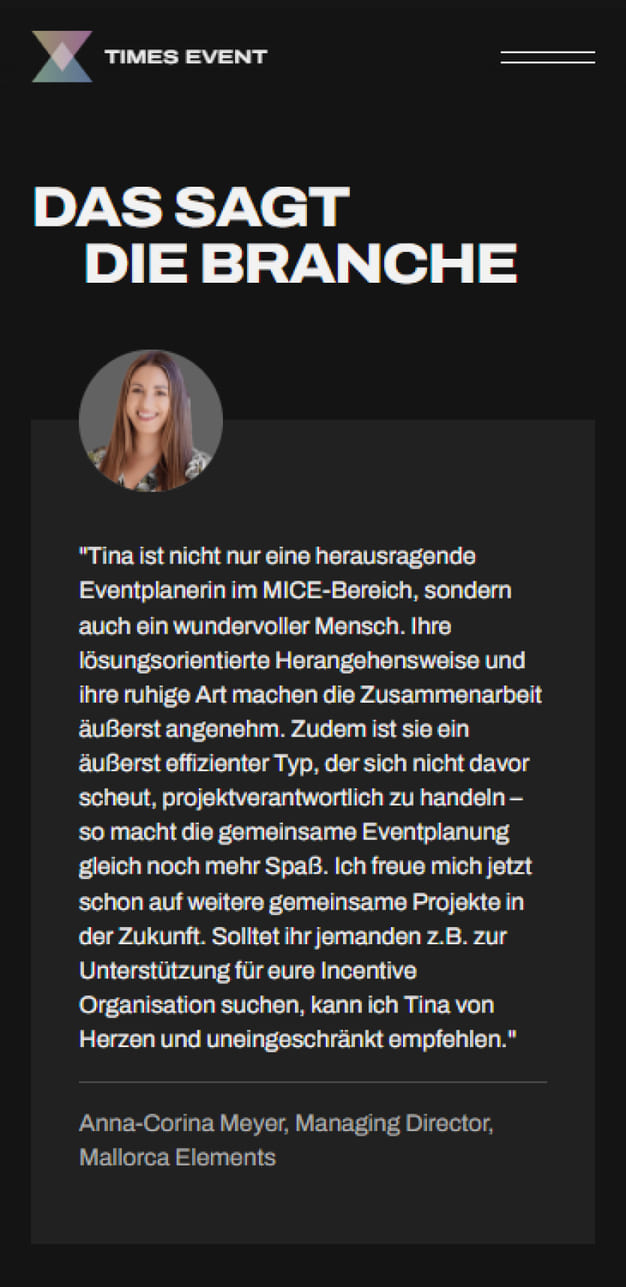 TIMES EVENT
DAS SAGT
DIE BRANCHE
"Tina ist nicht nur eine herausragende
Eventplanerin im MICE-Bereich, sondern
auch ein wundervoller Mensch. Ihre
lösungsorientierte Herangehensweise und
ihre ruhige Art machen die Zusammenarbeit
äußerst angenehm. Zudem ist sie ein
äußerst effizienter Typ, der sich nicht davor
scheut, projektverantwortlich zu handeln –
so macht die gemeinsame Eventplanung
gleich noch mehr Spaß. Ich freue mich jetzt
schon auf weitere gemeinsame Projekte in
der Zukunft. Solltet ihr jemanden z.B. zur
Unterstützung für eure Incentive
Organisation suchen, kann ich Tina von
Herzen und uneingeschränkt empfehlen."
Anna-Corina Meyer, Managing Director,
Mallorca Elements